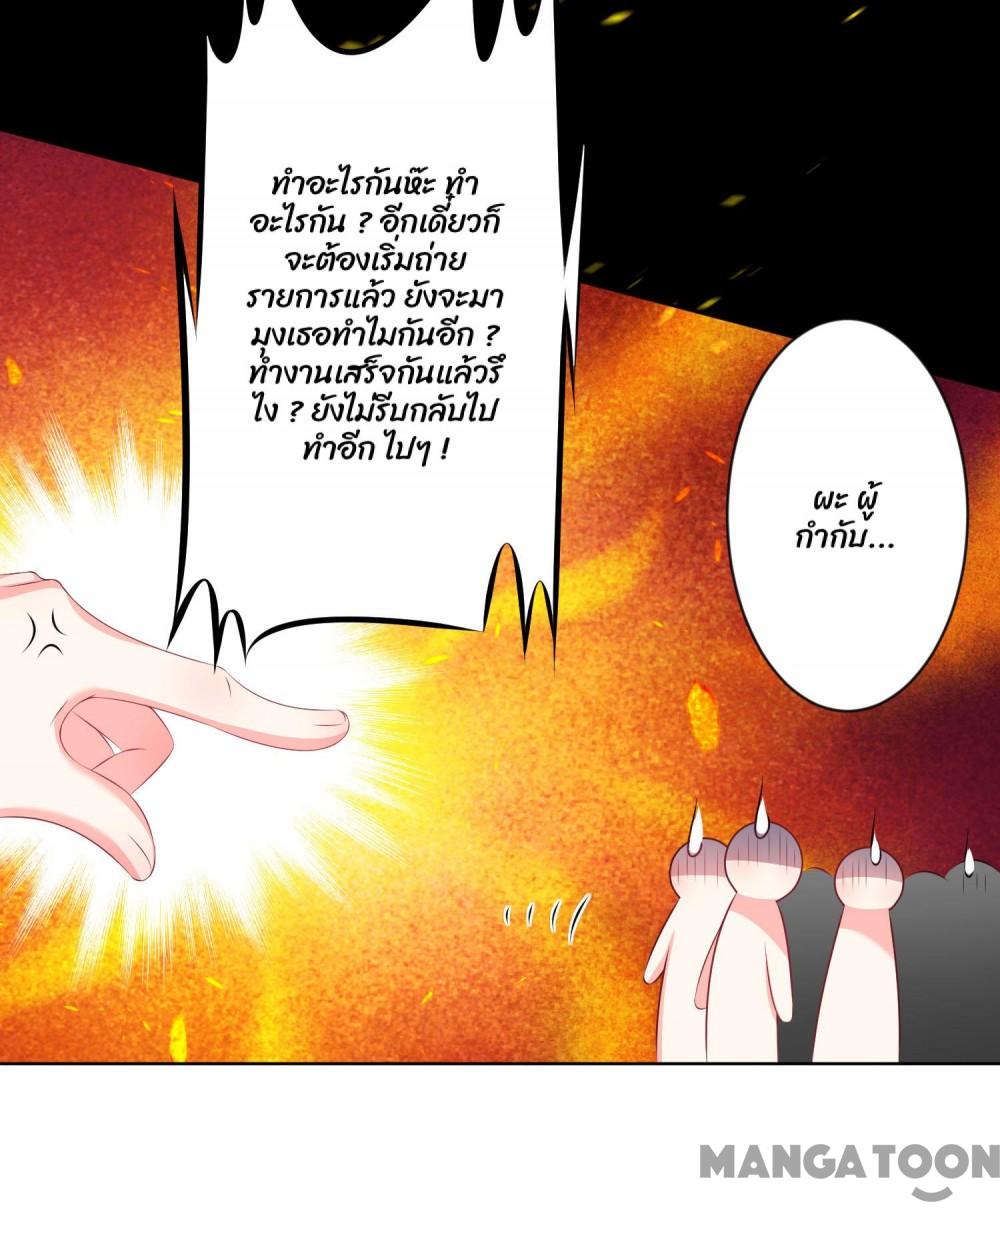 ทำอะไรกันห๊ะ ทำ
อะไรกัน ? อีกเดี๋ยวก็
จะต้องเริ่มถ่าย
รายการแล้ว ยังจะมา
มุงเธอทำไมกันอีก ?
ทำงานเสร็จกันแล้วรึ
ไง ? ยังไม่รีบกลับไป
ทำอีก ไปๆ !
ผะ ผู้
กำกับ...
MANGATOON